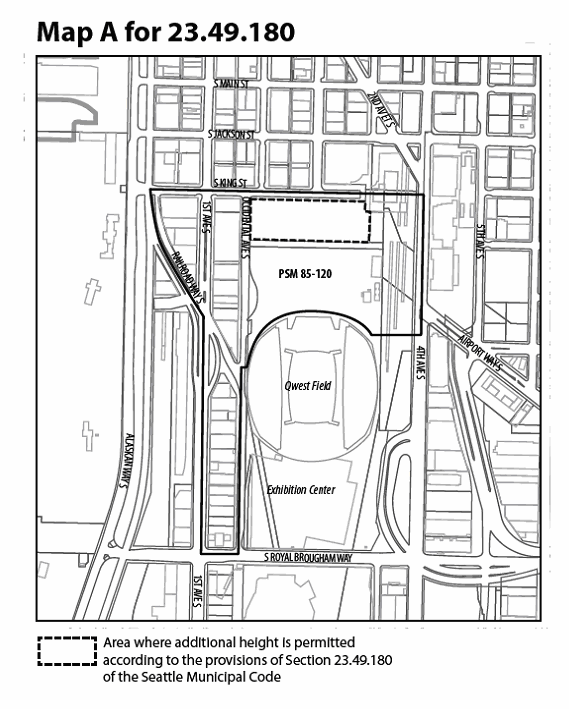 Map A for 23.49.180
S MAIN ST
2ND AV ET S
S JACKSON ST
S KING ST
1ST AVE S
OCCIDENTAL AVE S
5TH AVE S
RAILROAD WAY S
PSM 85-120
AIRPORT WAY S
4TH AVE S
Qwest Field
ALASKAN WAY S
Exhibition Center
S ROYAL BROUGHAM WAY
1ST AVE S
Area where additional height is permitted
according to the provisions of Section 23.49.180
of the Seattle Municipal Code